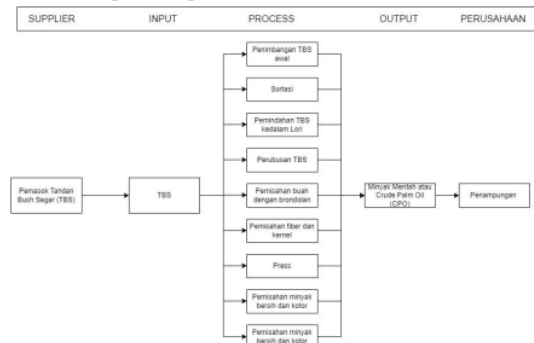 SUPPLIER INPUT PROCESS OUTPUT PERUSAHAAN
Penimbangan TBS
awal
Sortasi
Pemindahan TBS
kedalam Lori
Perubusan TBS
Pemasok Tandan
Bush Segar (TBS)
TBS
Pemisahan buah
dengan brondolan
Minyak Mentah atau
Crude Palm Oil
(CPO)
Penampungan
Pemisahan fiber dan
kernel
Press
Pemisahan minyak
bersih dan kotor
Pemisahan minyak
bersih dan kotor